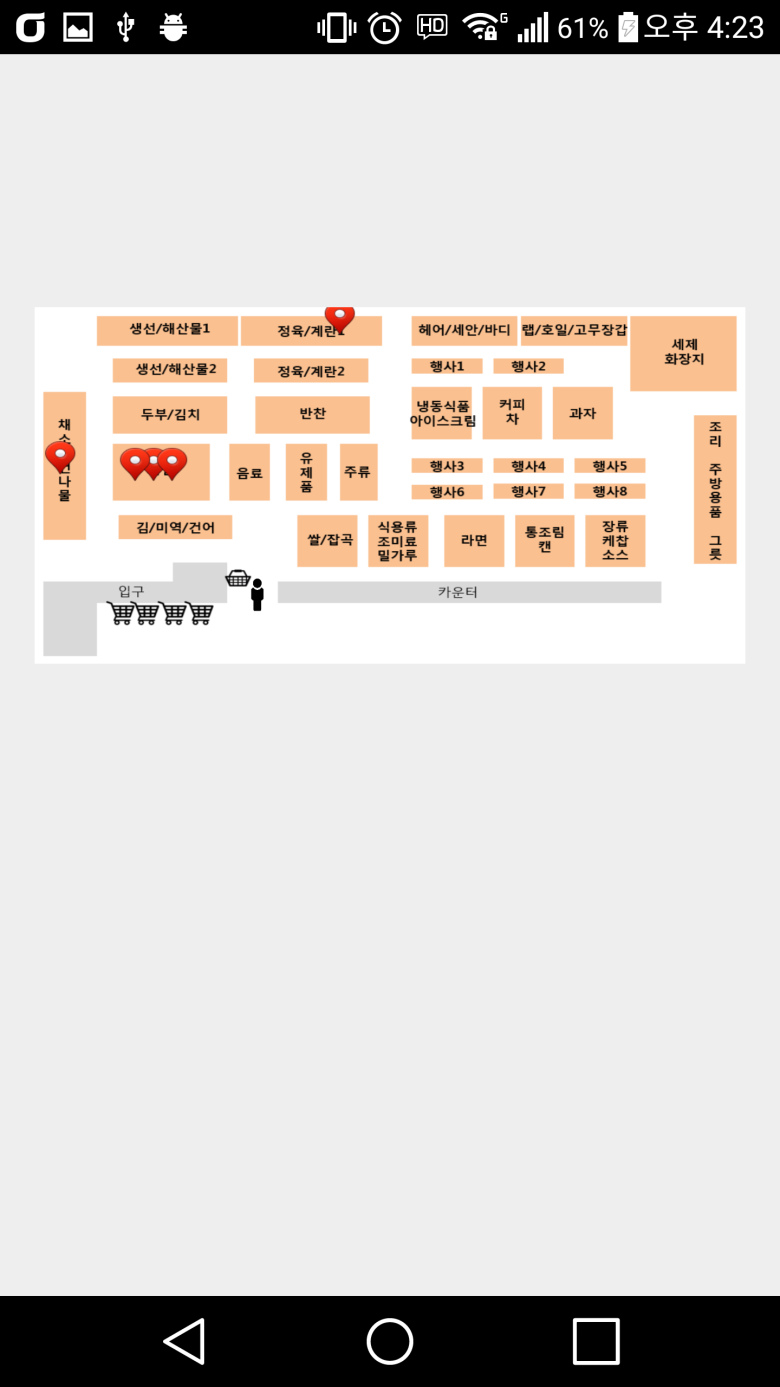 HD G 61% 오후 4:23
생선/해산물1
정육/계란1
헤어/세안/바디
랩/호일/고무장갑
세제
화장지
생선/해산물2
정육/계란2
행사1
행사2
채
나
물
두부/김치
반찬
냉동식품
아이스크림
커피
차
과자
조
리
주
방
용
품
그
릇
음료
유
제
품
주류
행사3
행사4
행사5
행사6
행사7
행사8
김/미역/건어
쌀/잡곡
식용류
조미료
밀가루
라면
통조림
캔
장류
케찹
소스
입구
카운터